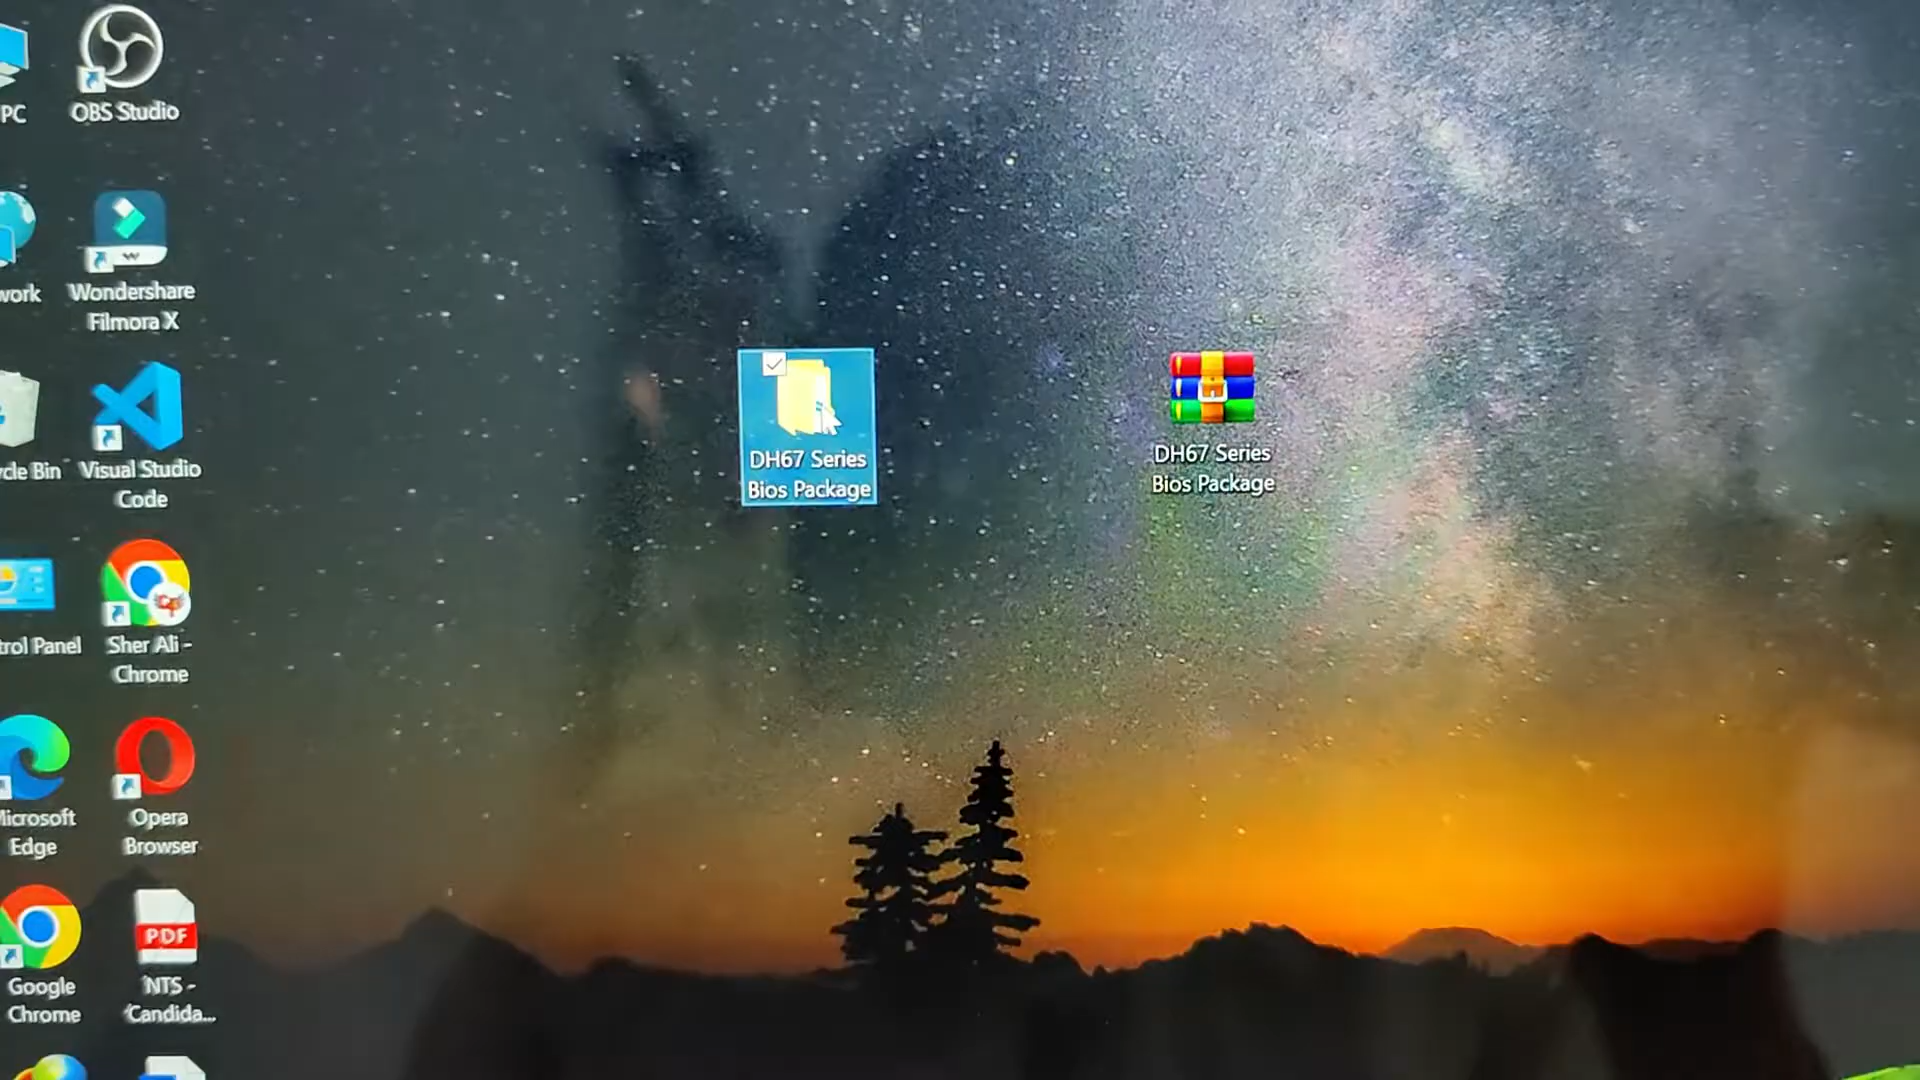 PC
OBS Studio
work
Wondershare
Filmora X
cle Bin
Visual Studio
Code
trol Panel
Sher Ali -
Chrome
Microsoft
Edge
Opera
Browser
Google
Chrome
PDF
NTS -
Candida...
DH67 Series
Bios Package
DH67 Series
Bios Package